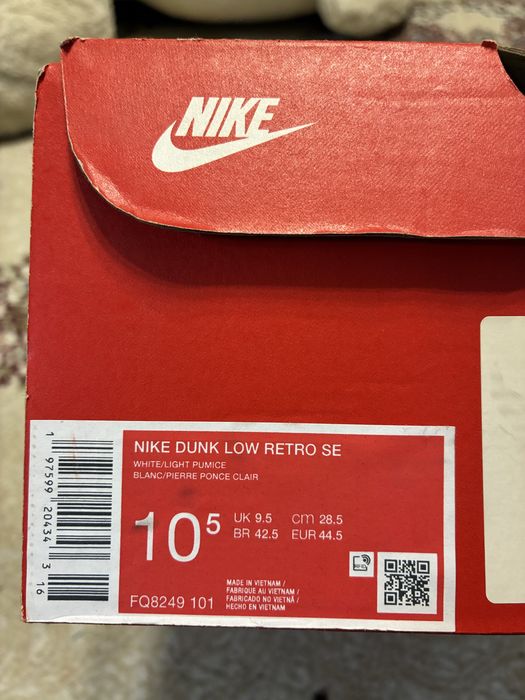 NIKE
NIKE DUNK LOW RETRO SE
WHITE/LIGHT PUMICE
BLANC/PIERRE PONCE CLAIR
10⁵
UK 9.5 cm 28.5
BR 42.5 EUR 44.5
MADE IN VIETNAM /
FABRIQUE AU VIETNAM /
FABRICADO NO VIETNÃ /
HECHO EN VIETNAM
FQ8249 101
1 97599 20434 3 16